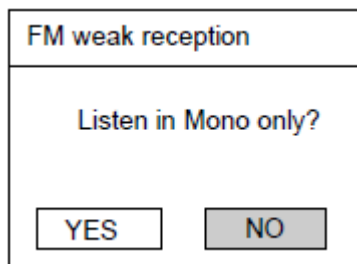 FM weak reception
Listen in Mono only?
YES NO